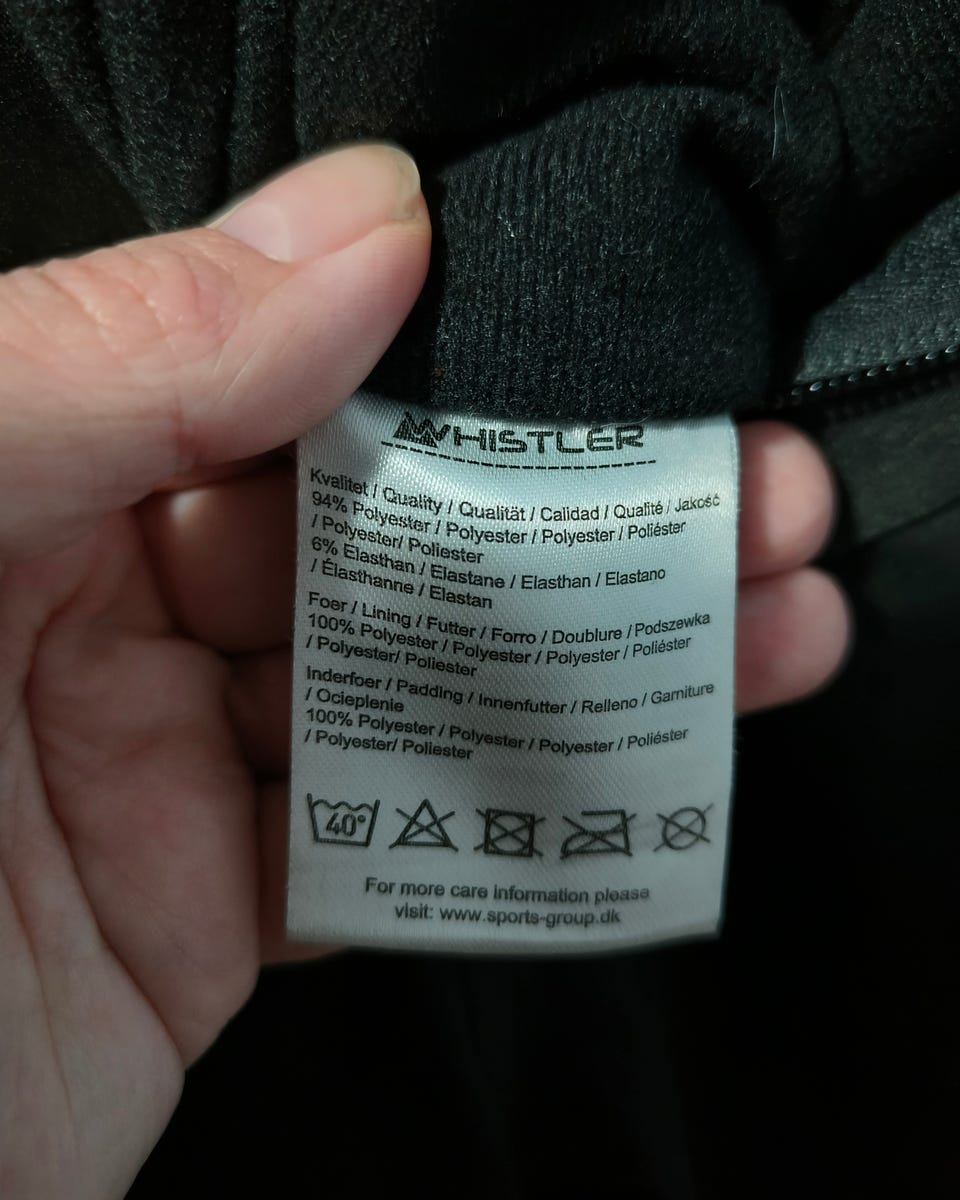 WHISTLER
Kvalitet / Quality / Qualität / Calidad / Qualité / Jakość
94% Polyester / Polyester / Polyester / Poliéster
/ Polyester/ Poliester
6% Elasthan / Elastane / Elasthan / Elastano
/ Élasthanne / Elastan
Foer / Lining / Futter / Forro / Doublure / Podszewka
100% Polyester / Polyester / Polyester / Poliéster
/ Polyester/ Poliester
Inderfoer / Padding / Innenfutter / Relleno / Garniture
/ Ocieplenie
100% Polyester / Polyester / Polyester / Poliéster
/ Polyester/ Poliester
40°
For more care information please
visit: www.sports-group.dk